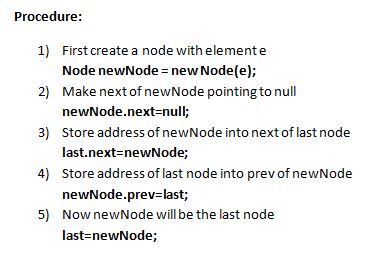 Procedure:
1) First create a node with element e
Node newNode = new Node(e);
2) Make next of newNode pointing to null
newNode.next=null;
3) Store address of newNode into next of last node
last.next=newNode;
4) Store address of last node into prev of newNode
newNode.prev=last;
5) Now newNode will be the last node
last=newNode;